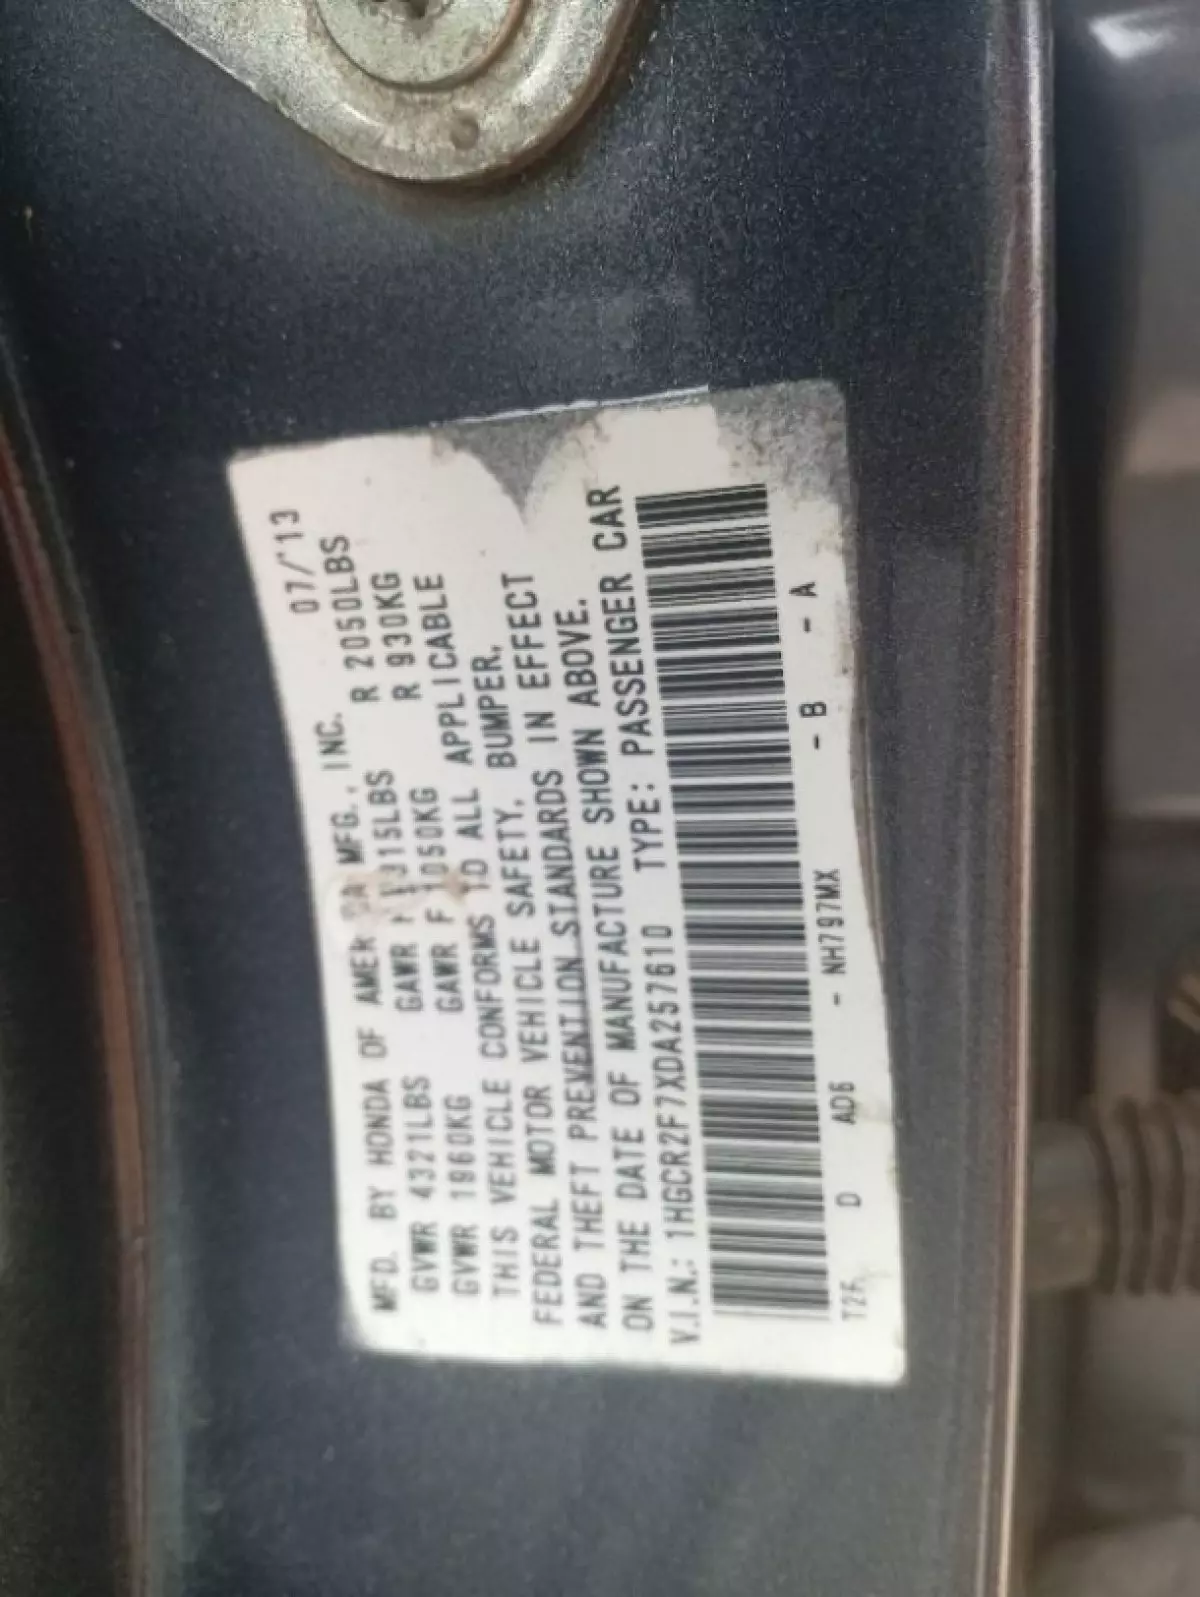 MFD. BY HONDA OF AMERICA MFG., INC. 07/'13
GVWR 4321LBS GAWR F 2315LBS R 2050LBS
GVWR 1960KG GAWR F 1050KG R 930KG
THIS VEHICLE CONFORMS TO ALL APPLICABLE
FEDERAL MOTOR VEHICLE SAFETY, BUMPER,
AND THEFT PREVENTION STANDARDS IN EFFECT
ON THE DATE OF MANUFACTURE SHOWN ABOVE.
V.I.N.: 1HGCR2F7XDA257610 TYPE: PASSENGER CAR
T2F D AD6 - NH797MX - B - A